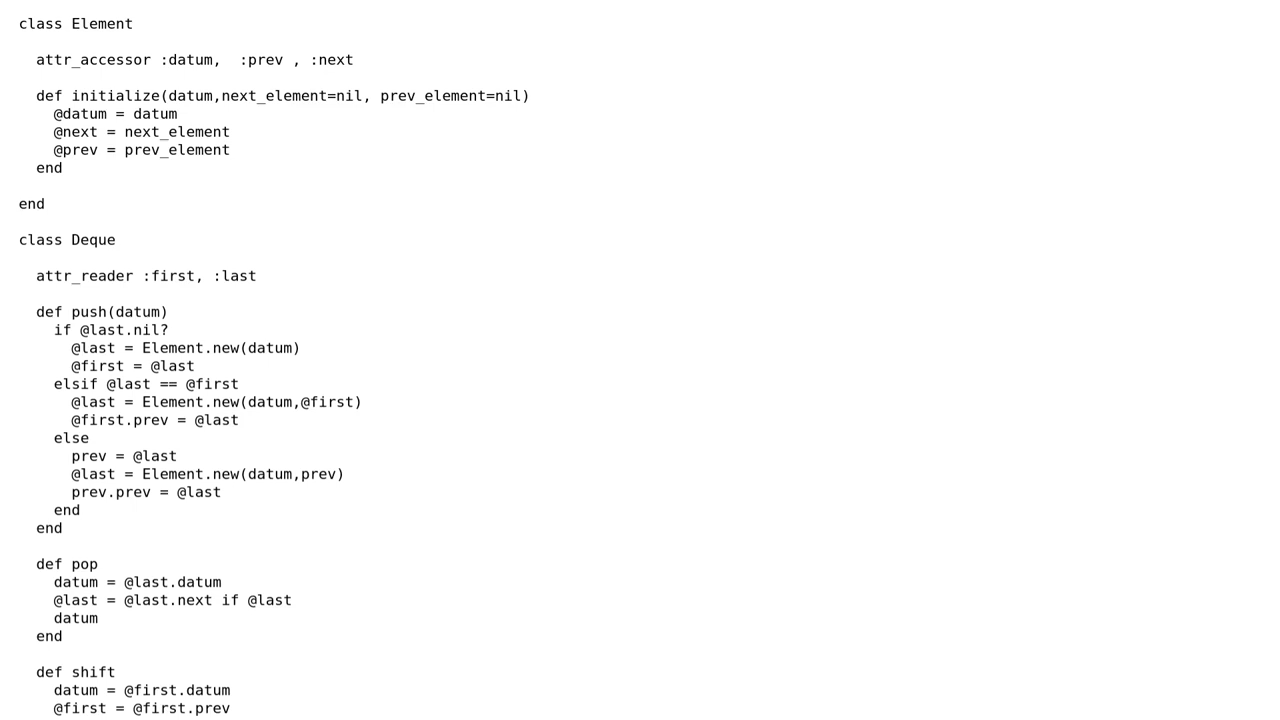 class Element

  attr_accessor :datum,  :prev , :next

  def initialize(datum,next_element=nil, prev_element=nil)
    @datum = datum
    @next = next_element
    @prev = prev_element
  end

end

class Deque

  attr_reader :first, :last

  def push(datum)
    if @last.nil?
      @last = Element.new(datum)
      @first = @last
    elsif @last == @first
      @last = Element.new(datum,@first)
      @first.prev = @last
    else
      prev = @last
      @last = Element.new(datum,prev)
      prev.prev = @last
    end
  end

  def pop
    datum = @last.datum
    @last = @last.next if @last
    datum
  end

  def shift
    datum = @first.datum
    @first = @first.prev